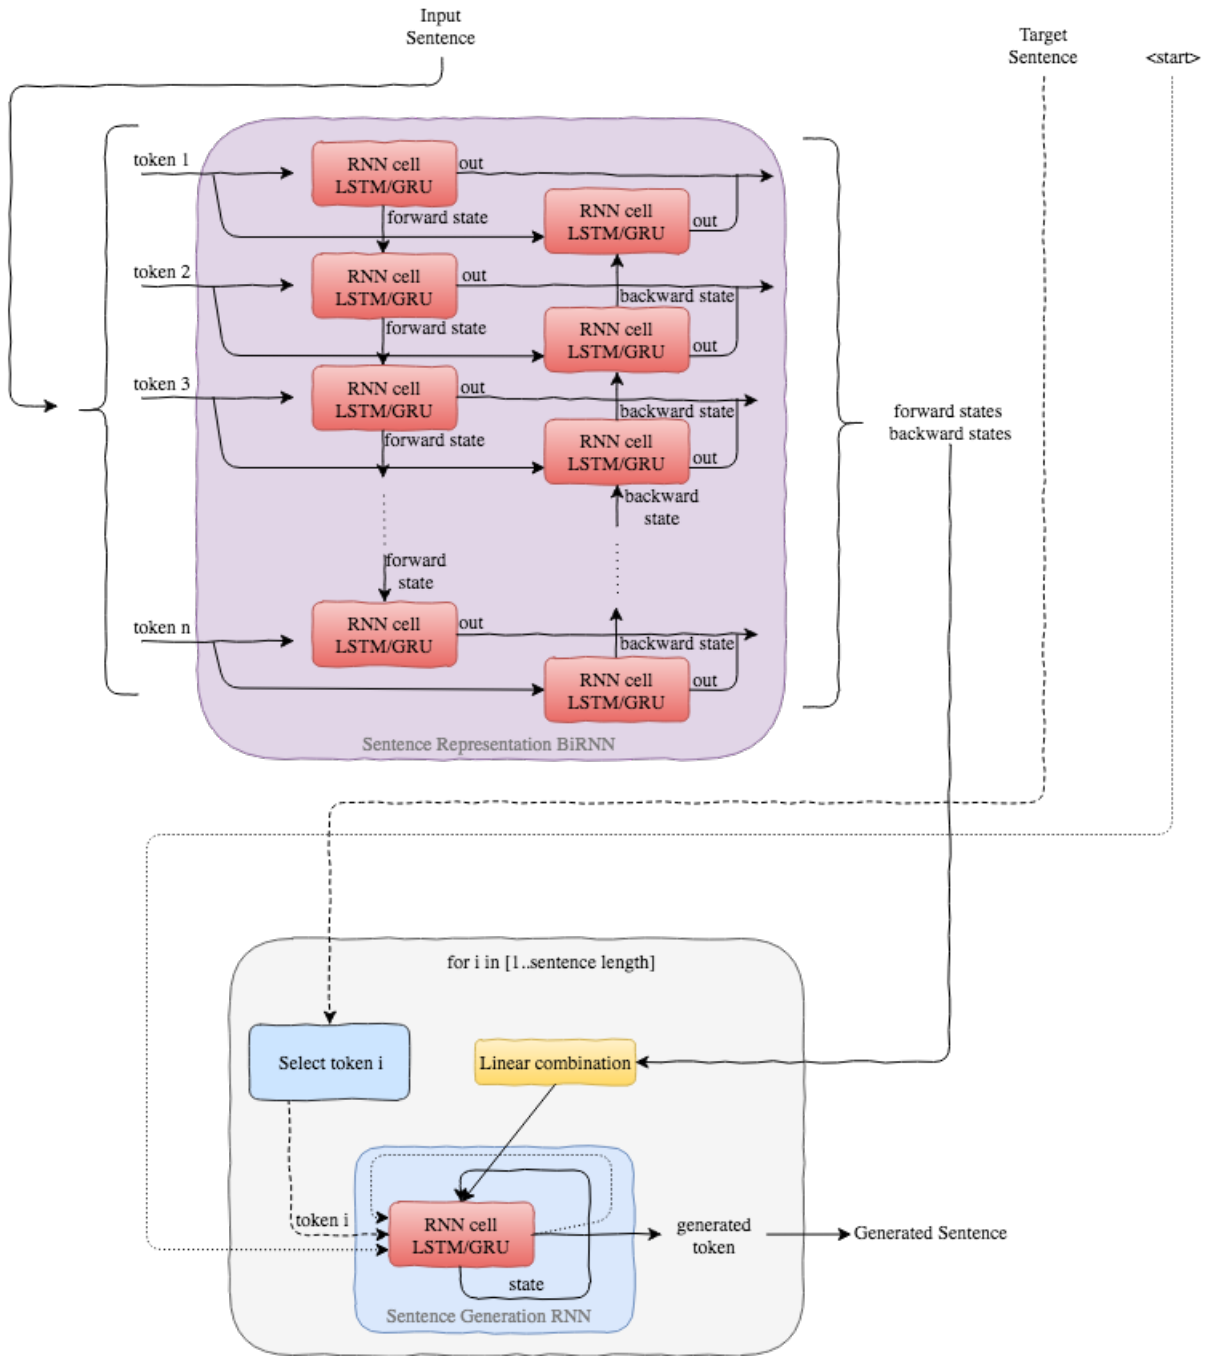 Input
Sentence
Target
Sentence
<start>
token 1
RNN cell
LSTM/GRU
out
forward state
RNN cell
LSTM/GRU
out
token 2
RNN cell
LSTM/GRU
out
backward state
forward state
RNN cell
LSTM/GRU
out
token 3
RNN cell
LSTM/GRU
out
backward state
forward state
RNN cell
LSTM/GRU
out
forward states
backward states
backward
state
forward
state
token n
RNN cell
LSTM/GRU
out
backward state
RNN cell
LSTM/GRU
out
Sentence Representation BiRNN
for i in [1..sentence length]
Select token i
Linear combination
token i
RNN cell
LSTM/GRU
state
generated
token
Generated Sentence
Sentence Generation RNN